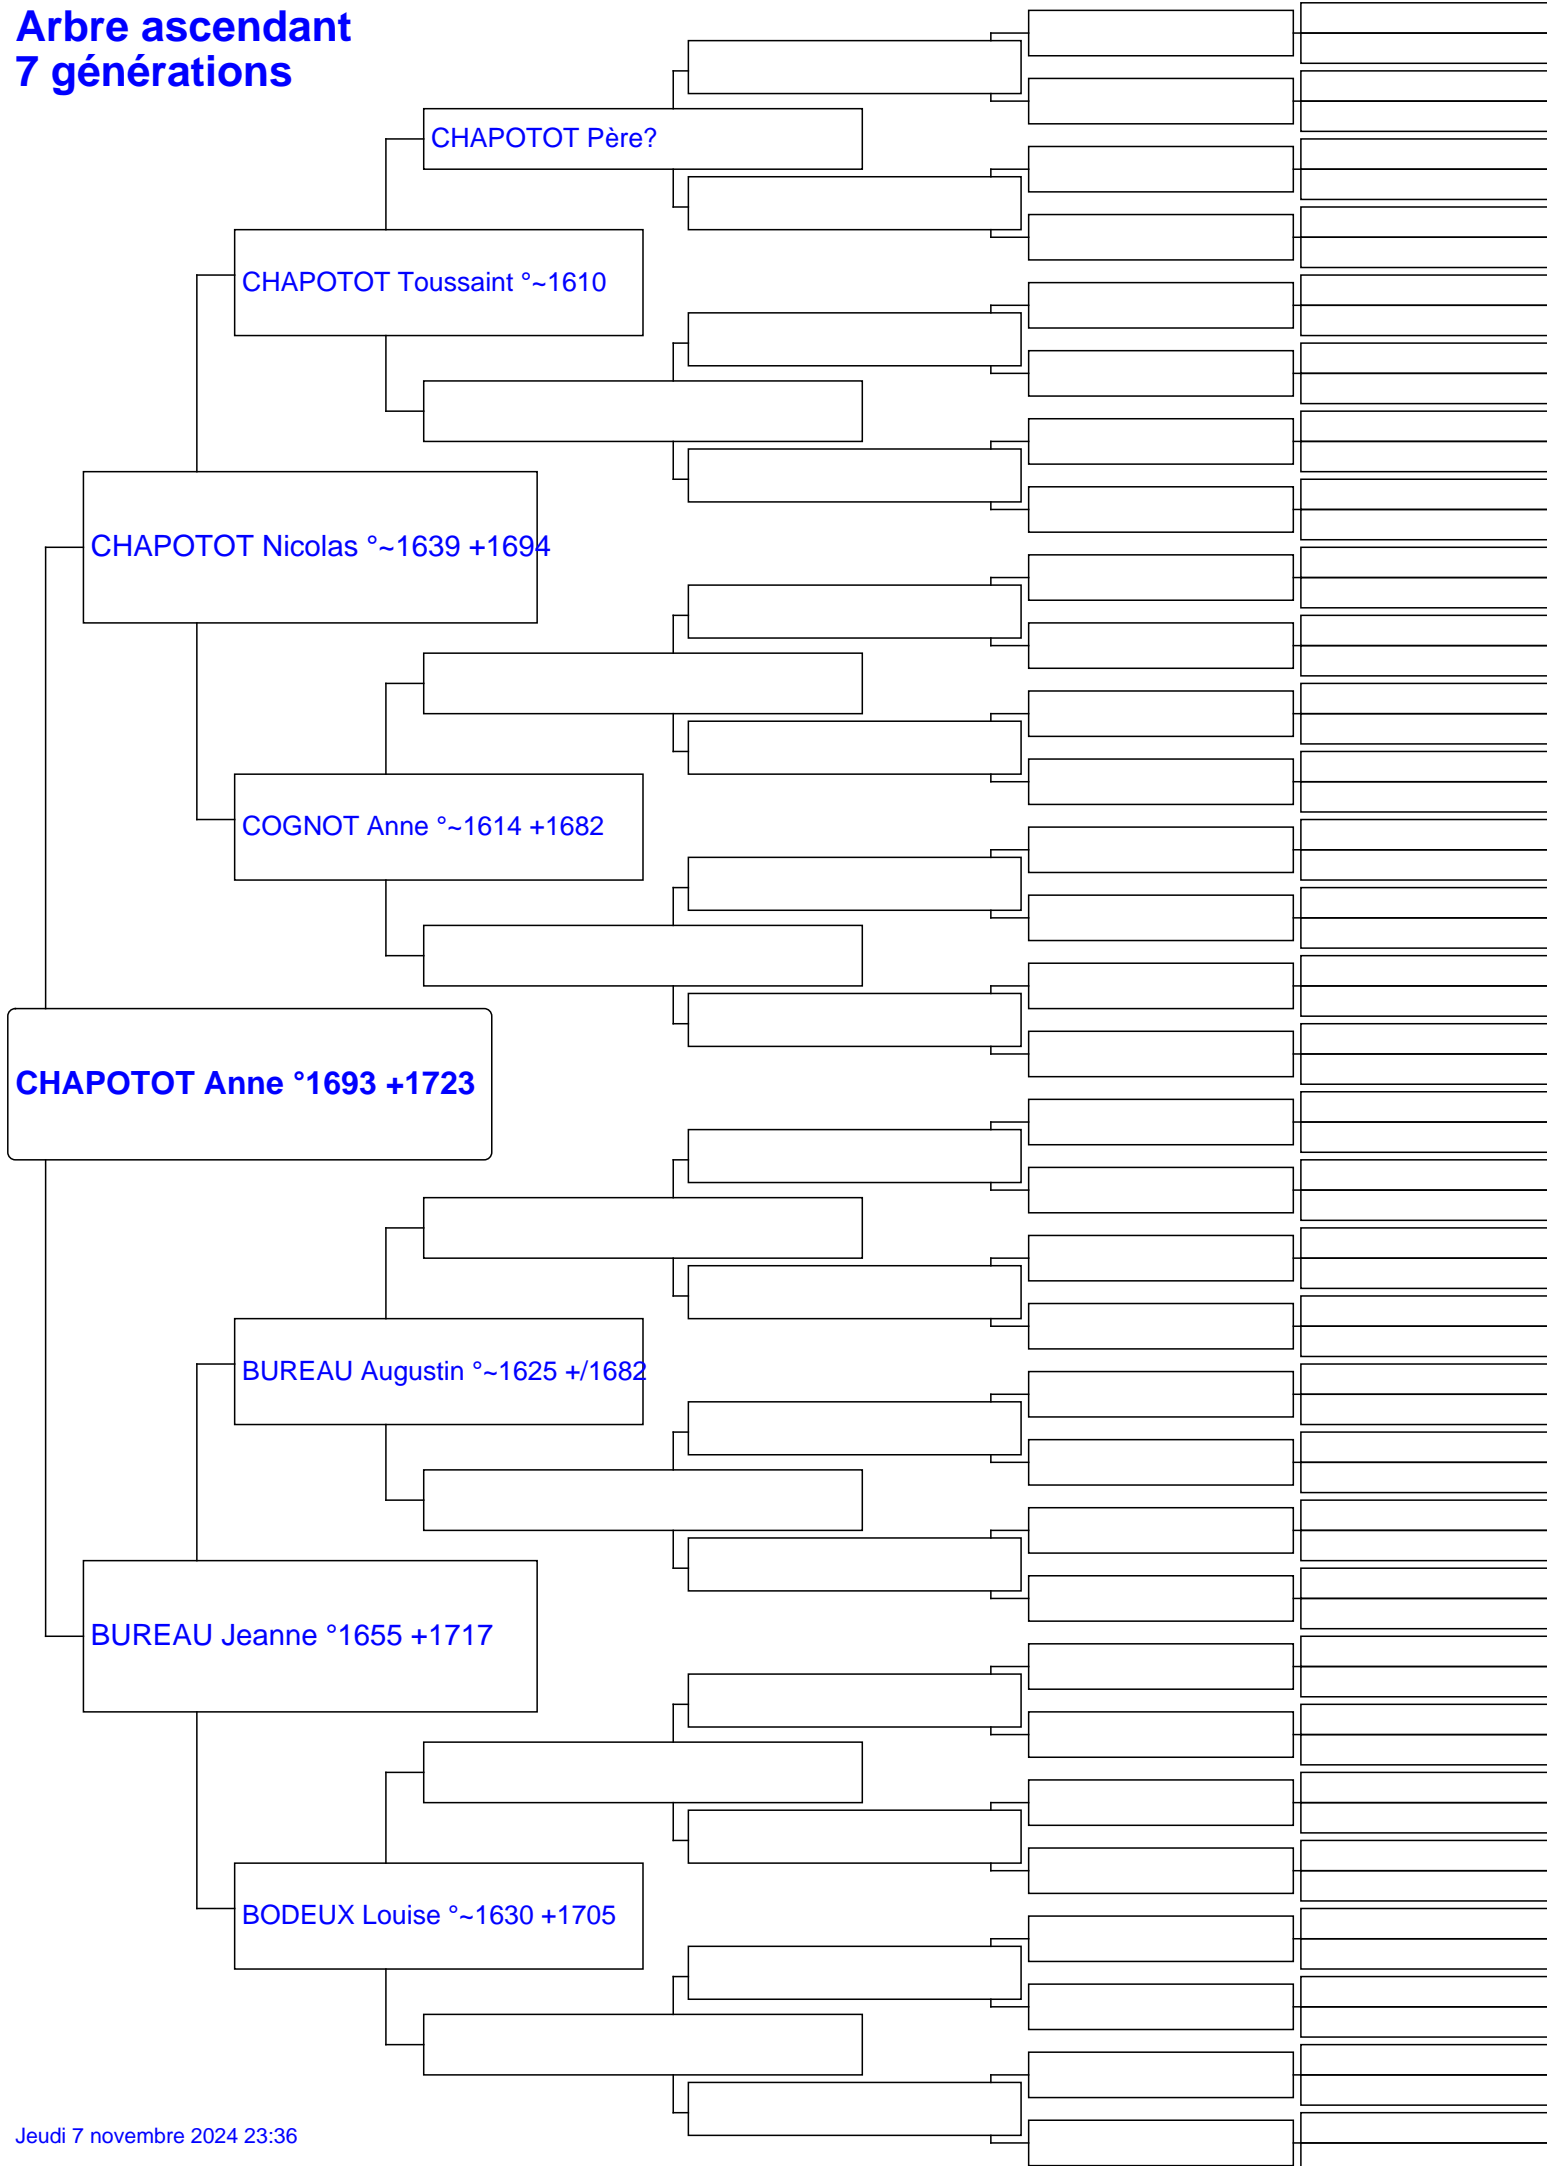 Arbre ascendant
7 générations
CHAPOTOT Père?
CHAPOTOT Toussaint °~1610
CHAPOTOT Nicolas °~1639 +1694
COGNOT Anne °~1614 +1682
CHAPOTOT Anne °1693 +1723
BUREAU Augustin °~1625 +/1682
BUREAU Jeanne °1655 +1717
BODEUX Louise °~1630 +1705
Jeudi 7 novembre 2024 23:36